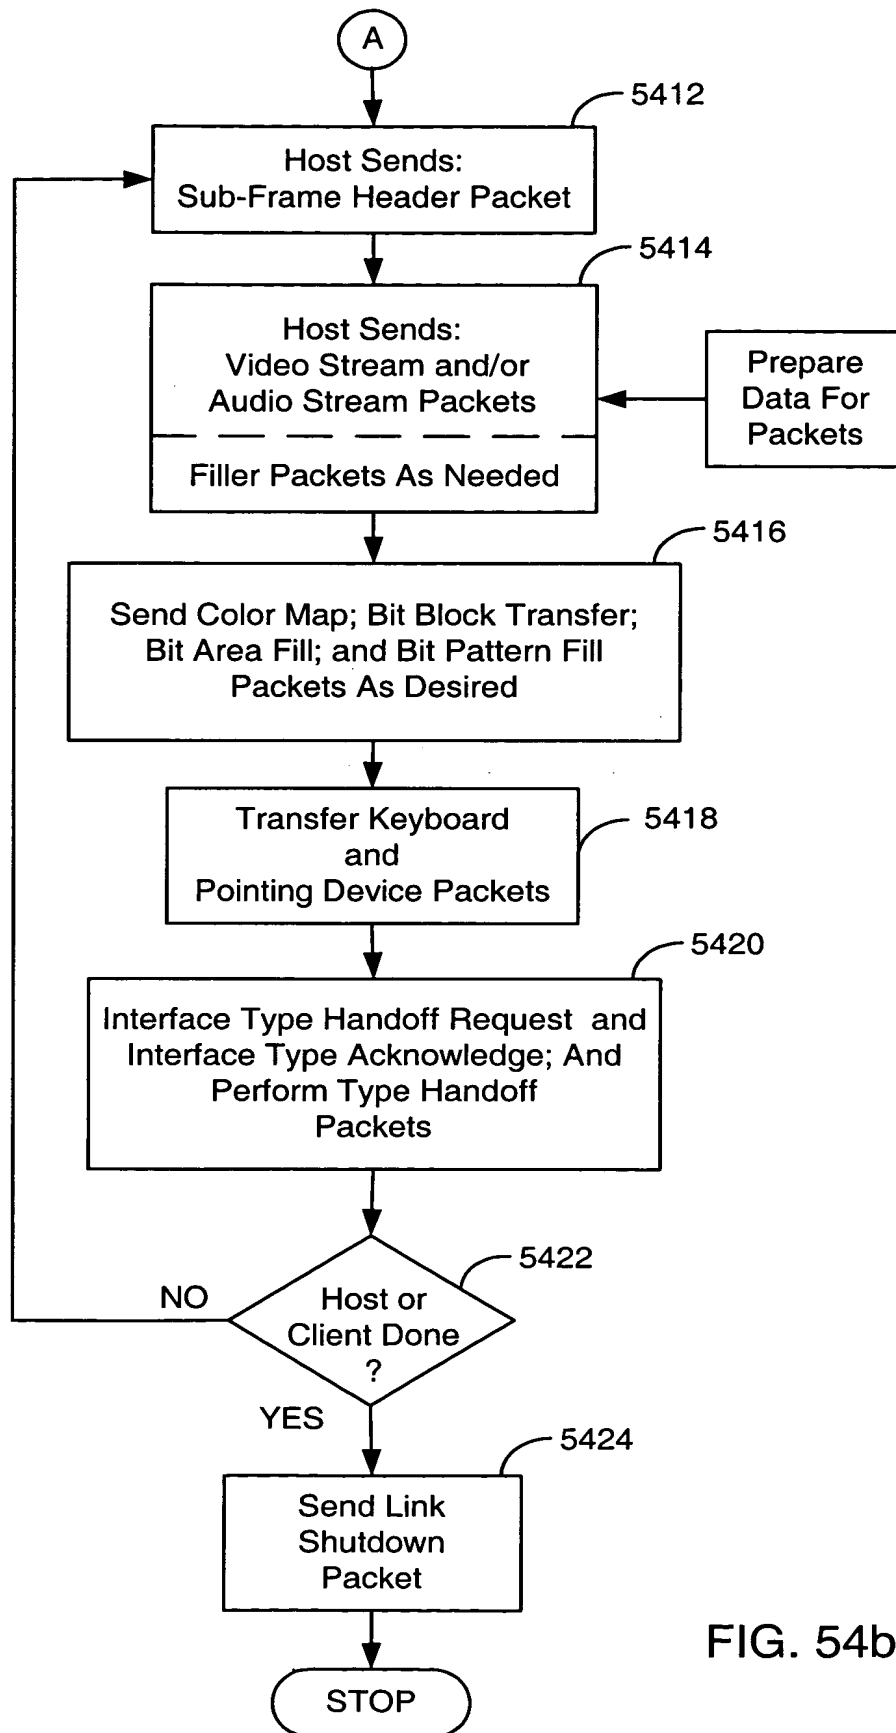 A
5412
Host Sends:
Sub-Frame Header Packet
5414
Host Sends:
Video Stream and/or
Audio Stream Packets
Filler Packets As Needed
Prepare
Data For
Packets
5416
Send Color Map; Bit Block Transfer;
Bit Area Fill; and Bit Pattern Fill
Packets As Desired
5418
Transfer Keyboard
and
Pointing Device Packets
5420
Interface Type Handoff Request and
Interface Type Acknowledge; And
Perform Type Handoff
Packets
5422
NO
Host or
Client Done
?
YES
5424
Send Link
Shutdown
Packet
FIG. 54b
STOP